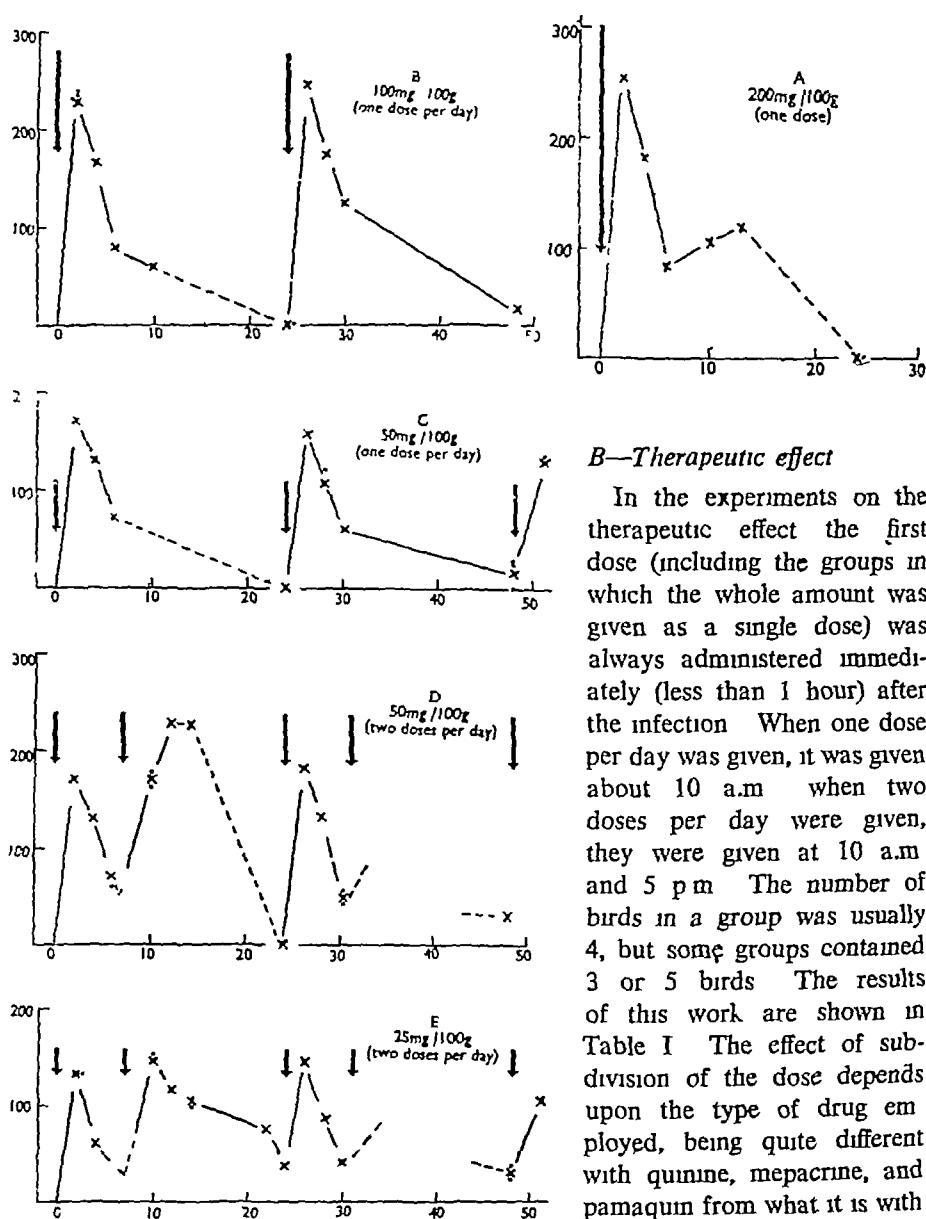 300
200
100
0
10
20
30
40
50
B
100mg 100g
(one dose per day)
300
200
100
0
10
20
30
A
200mg/100g
(one dose)
2
100
0
10
20
30
40
50
C
50mg/100g
(one dose per day)
300
200
100
0
10
20
30
40
50
D
50mg/100g
(two doses per day)
200
100
0
10
20
30
40
50
E
25mg/100g
(two doses per day)
B—Therapeutic effect
In the experiments on the
therapeutic effect the first
dose (including the groups in
which the whole amount was
given as a single dose) was
always administered immedi-
ately (less than 1 hour) after
the infection When one dose
per day was given, it was given
about 10 a.m when two
doses per day were given,
they were given at 10 a.m
and 5 p m The number of
birds in a group was usually
4, but some groups contained
3 or 5 birds The results
of this work are shown in
Table I The effect of sub-
division of the dose depends
upon the type of drug em
ployed, being quite different
with quinine, mepacrine, and
pamaquin from what it is with